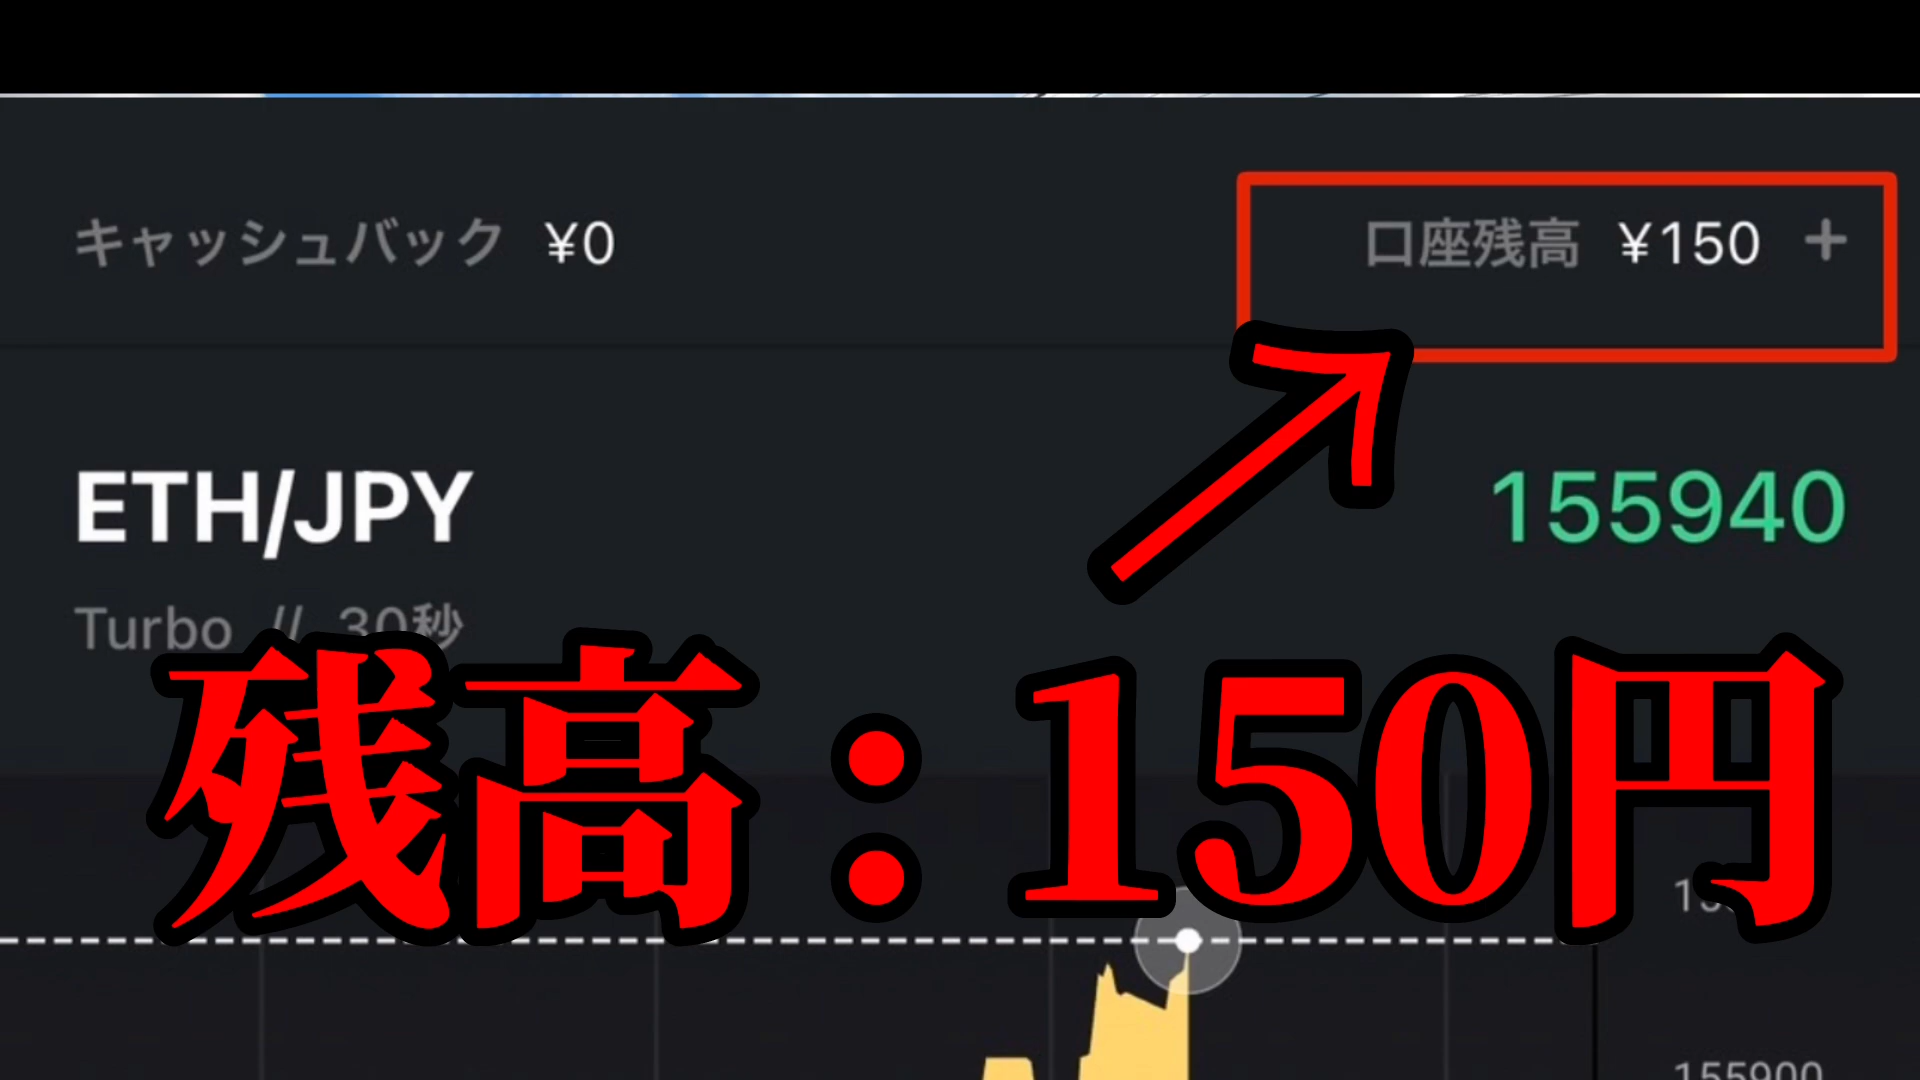 キャッシュバック ¥0
口座残高 ¥150 +
ETH/JPY
155940
Turbo // 30秒
残高：150円
155900